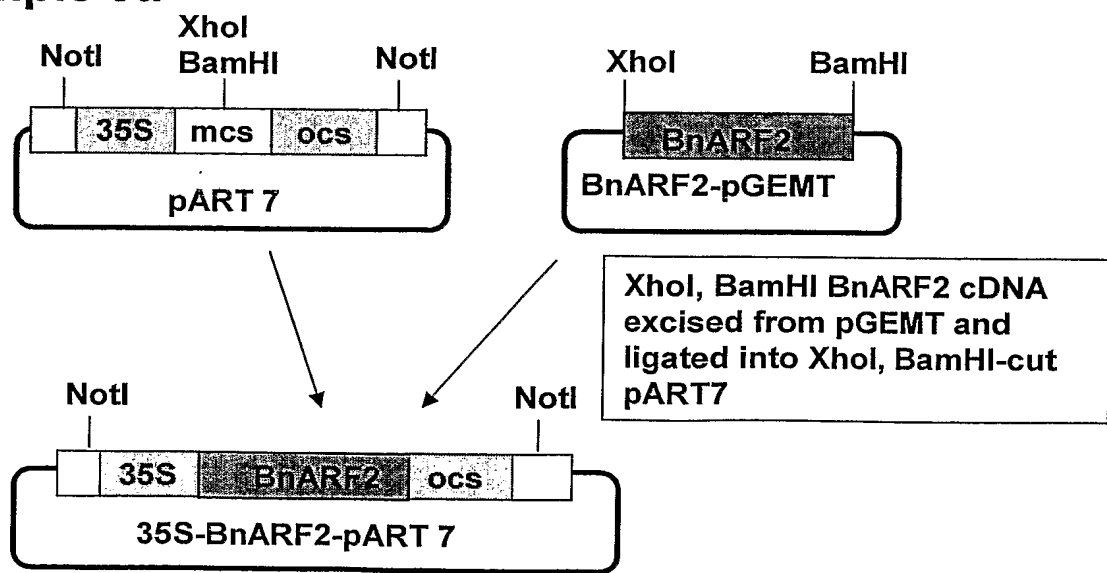 XhoI
NotI BamHI NotI
35S mcs ocs
pART 7
XhoI BamHI
BnARF2
BnARF2-pGEMT
XhoI, BamHI BnARF2 cDNA
excised from pGEMT and
ligated into XhoI, BamHI-cut
pART7
NotI NotI
35S BnARF2 ocs
35S-BnARF2-pART 7